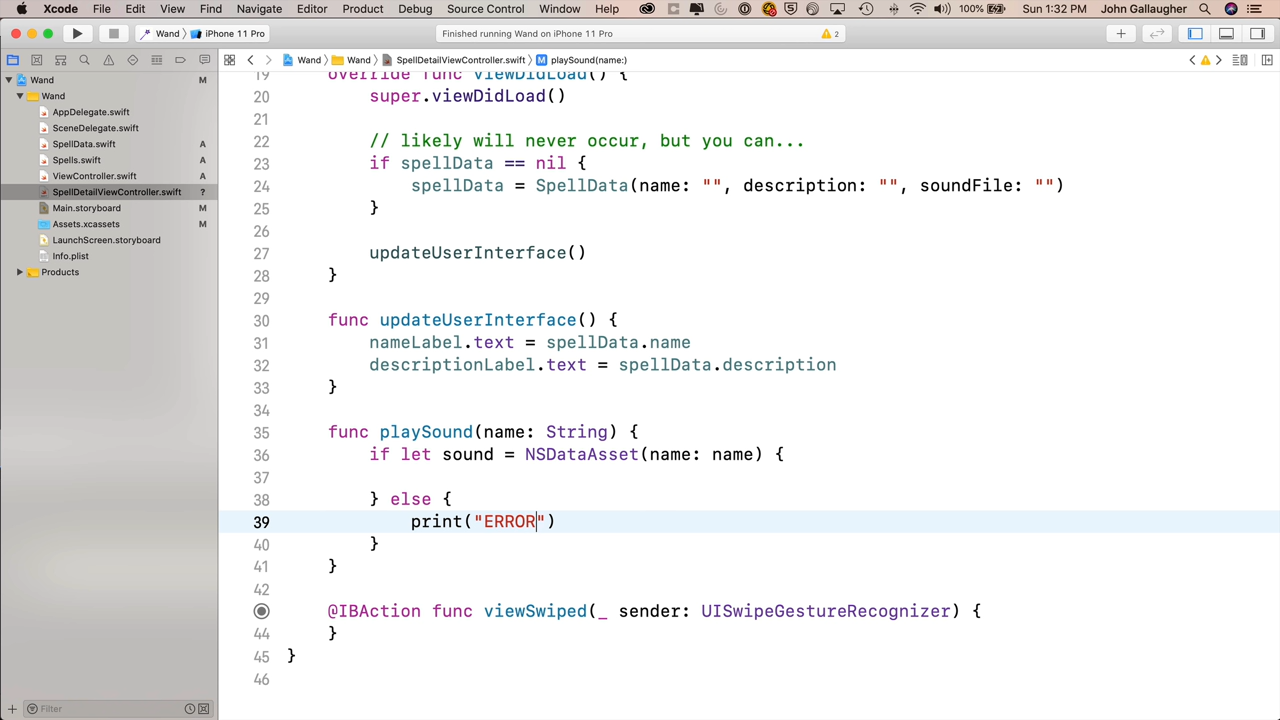 Xcode File Edit View Find Navigate Editor Product Debug Source Control Window Help 100% Sun 1:32 PM John Gallaugher
Wand iPhone 11 Pro Finished running Wand on iPhone 11 Pro 2
Wand Wand SpellDetailViewController.swift M playSound(name:)
Wand M
Wand
AppDelegate.swift
SceneDelegate.swift
SpellData.swift A
Spells.swift A
ViewController.swift A
SpellDetailViewController.swift ?
Main.storyboard M
Assets.xcassets M
LaunchScreen.storyboard
Info.plist
Products
Filter
19 override func viewDidLoad() {
20 super.viewDidLoad()
21
22 // likely will never occur, but you can...
23 if spellData == nil {
24 spellData = SpellData(name: "", description: "", soundFile: "")
25 }
26
27 updateUserInterface()
28 }
29
30 func updateUserInterface() {
31 nameLabel.text = spellData.name
32 descriptionLabel.text = spellData.description
33 }
34
35 func playSound(name: String) {
36 if let sound = NSDataAsset(name: name) {
37
38 } else {
39 print("ERROR")
40 }
41 }
42
@IBAction func viewSwiped(_ sender: UISwipeGestureRecognizer) {
44 }
45 }
46